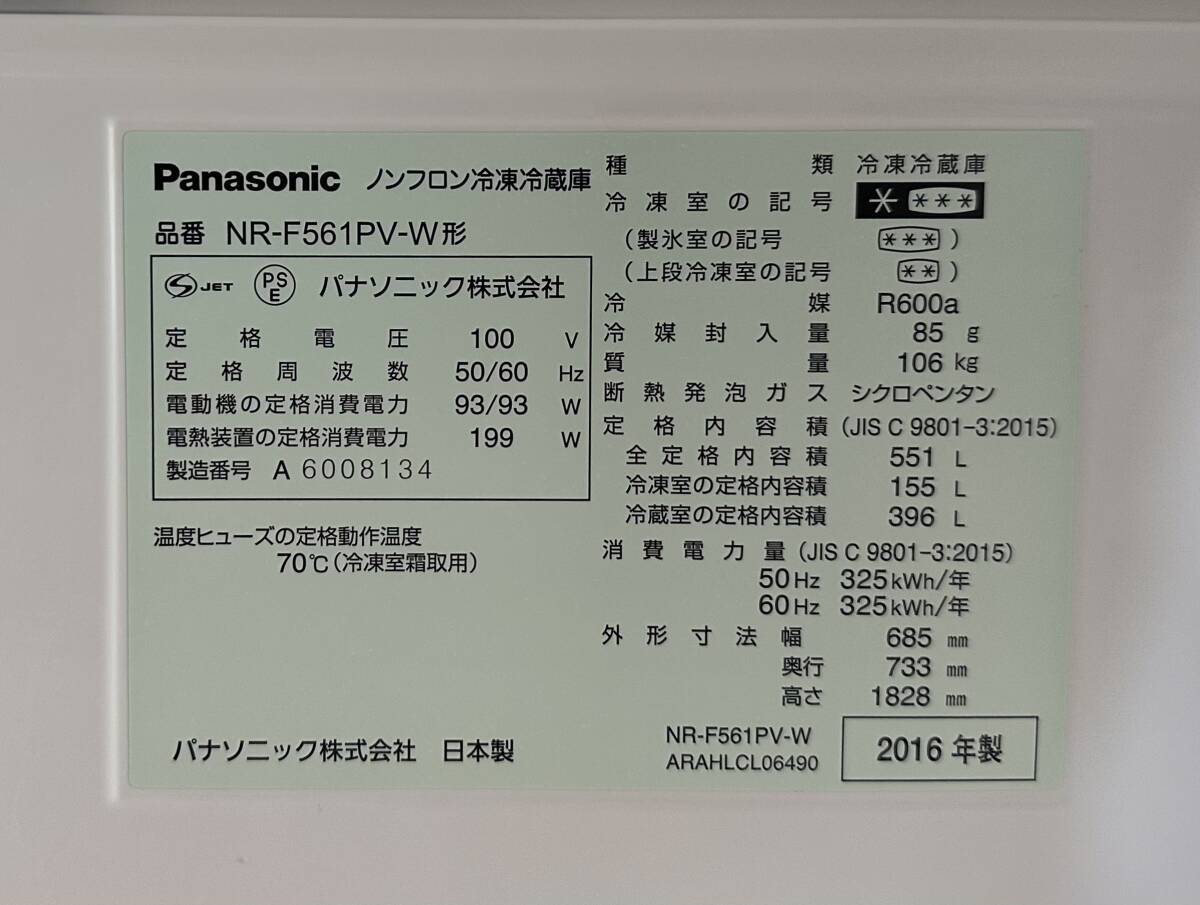 Panasonic ノンフロン冷凍冷蔵庫
品番 NR-F561PV-W形
JET PSE パナソニック株式会社
定格電圧 100 V
定格周波数 50/60 Hz
電動機の定格消費電力 93/93 W
電熱装置の定格消費電力 199 W
製造番号 A 6008134
温度ヒューズの定格動作温度
70℃(冷凍室霜取用)
種類 冷凍冷蔵庫
冷凍室の記号 * ***
(製氷室の記号 ***)
(上段冷凍室の記号 **)
冷媒 R600a
冷媒封入量 85 g
質量 106 kg
断熱発泡ガス シクロペンタン
定格内容積 (JIS C 9801-3:2015)
全定格内容積 551 L
冷凍室の定格内容積 155 L
冷蔵室の定格内容積 396 L
消費電力量 (JIS C 9801-3:2015)
50Hz 325kWh/年
60Hz 325kWh/年
外形寸法 幅 685 mm
奥行 733 mm
高さ 1828 mm
パナソニック株式会社 日本製
NR-F561PV-W
ARAHLCL06490
2016 年製